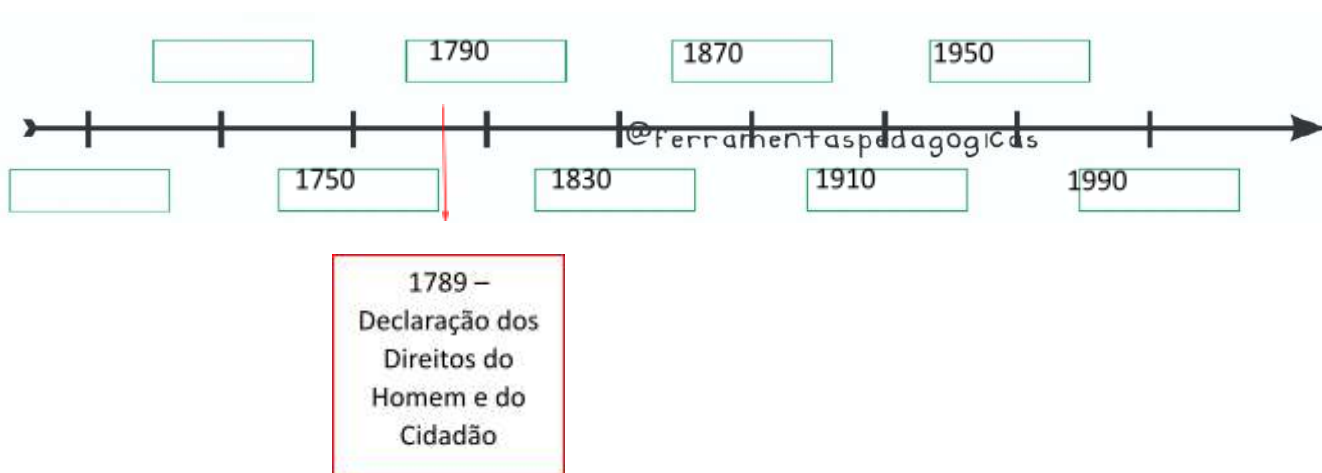 1790
1870
1950
@ferramentaspedagogicas
1750
1830
1910
1990
1789 –
Declaração dos
Direitos do
Homem e do
Cidadão